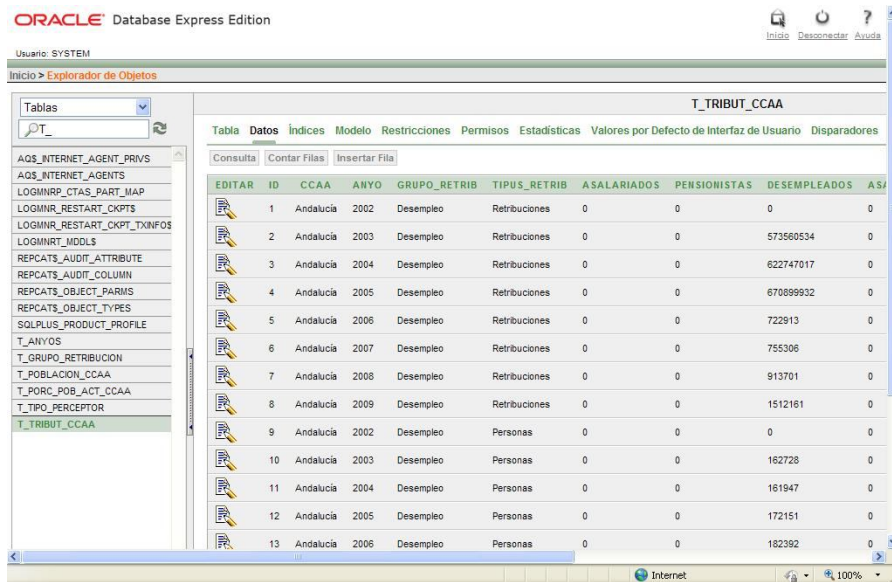 ORACLE Database Express Edition
Inicio Desconectar Ayuda
Usuario: SYSTEM
Inicio > Explorador de Objetos
Tablas
T_
AQ$_INTERNET_AGENT_PRIVS
AQ$_INTERNET_AGENTS
LOGMNRP_CTAS_PART_MAP
LOGMNR_RESTART_CKPT$
LOGMNR_RESTART_CKPT_TXINFO$
LOGMNRT_MDDL$
REPCAT$_AUDIT_ATTRIBUTE
REPCAT$_AUDIT_COLUMN
REPCAT$_OBJECT_PARMS
REPCAT$_OBJECT_TYPES
SQLPLUS_PRODUCT_PROFILE
T_ANYOS
T_GRUPO_RETRIBUCION
T_POBLACION_CCAA
T_PORC_POB_ACT_CCAA
T_TIPO_PERCEPTOR
T_TRIBUT_CCAA
T_TRIBUT_CCAA
Tabla Datos Índices Modelo Restricciones Permisos Estadísticas Valores por Defecto de Interfaz de Usuario Disparadores
Consulta Contar Filas Insertar Fila
EDITAR ID CCAA ANYO GRUPO_RETRIB TIPUS_RETRIB ASALARIADOS PENSIONISTAS DESEMPLEADOS ASA
1 Andalucía 2002 Desempleo Retribuciones 0 0 0 0
2 Andalucía 2003 Desempleo Retribuciones 0 0 573560534 0
3 Andalucía 2004 Desempleo Retribuciones 0 0 622747017 0
4 Andalucía 2005 Desempleo Retribuciones 0 0 670899932 0
5 Andalucía 2006 Desempleo Retribuciones 0 0 722913 0
6 Andalucía 2007 Desempleo Retribuciones 0 0 755306 0
7 Andalucía 2008 Desempleo Retribuciones 0 0 913701 0
8 Andalucía 2009 Desempleo Retribuciones 0 0 1512161 0
9 Andalucía 2002 Desempleo Personas 0 0 0 0
10 Andalucía 2003 Desempleo Personas 0 0 162728 0
11 Andalucía 2004 Desempleo Personas 0 0 161947 0
12 Andalucía 2005 Desempleo Personas 0 0 172151 0
13 Andalucía 2006 Desempleo Personas 0 0 182392 0
Internet 100%